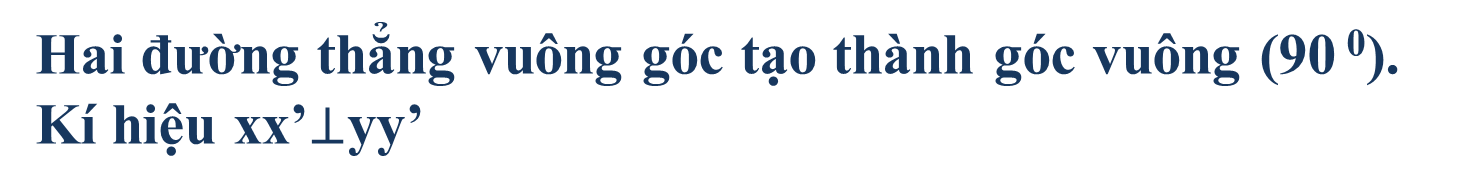 Hai đường thẳng vuông góc tạo thành góc vuông (90 ⁰).
Kí hiệu xx’⊥yy’